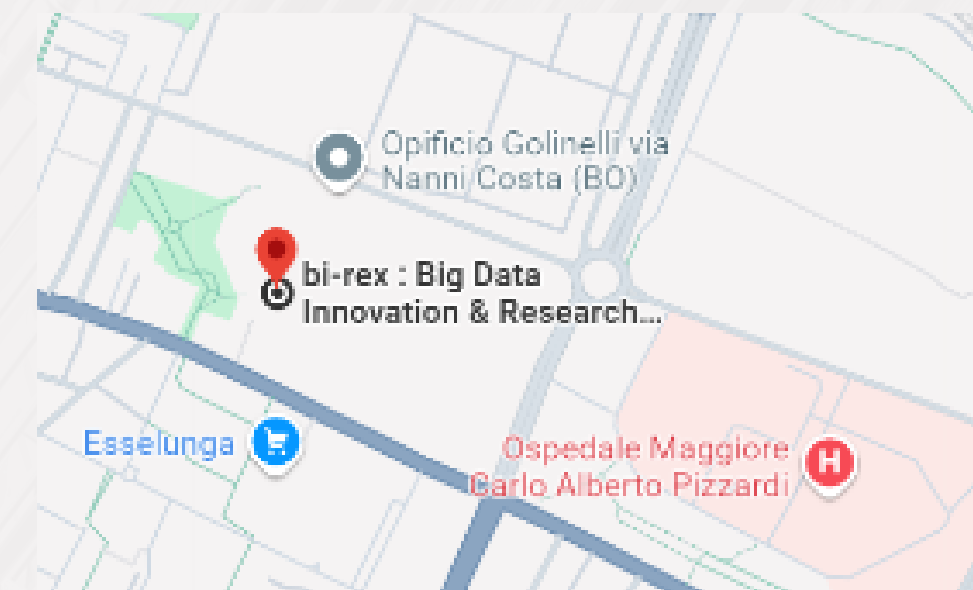 Opificio Golinelli via
Nanni Costa (BO)
bi-rex : Big Data
Innovation & Research...
Esselunga
Ospedale Maggiore
Carlo Alberto Pizzardi
H